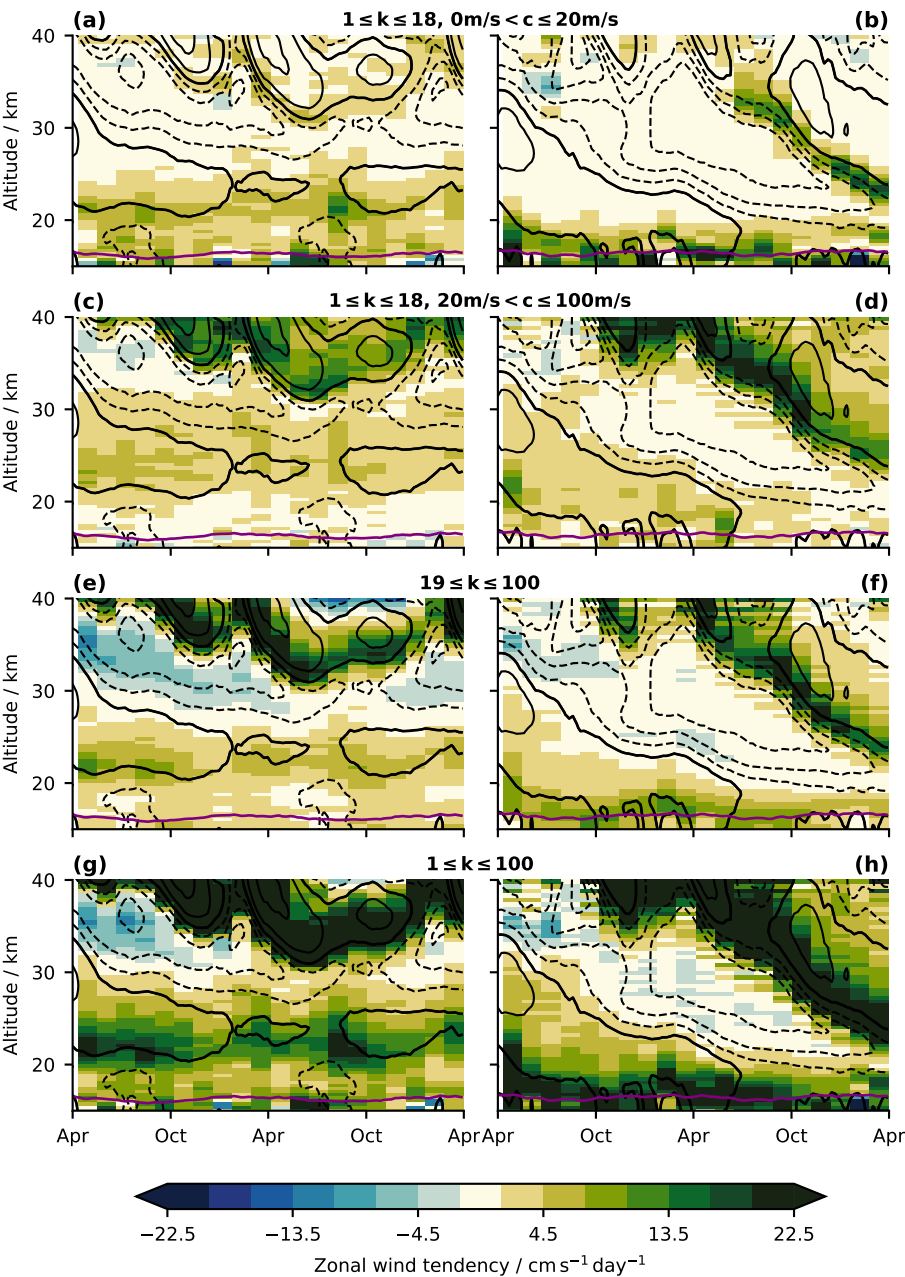 (a) 1 ≤ k ≤ 18, 0m/s < c ≤ 20m/s (b)
40
30
20
Altitude / km
(c) 1 ≤ k ≤ 18, 20m/s < c ≤ 100m/s (d)
40
30
20
Altitude / km
(e) 19 ≤ k ≤ 100 (f)
40
30
20
Altitude / km
(g) 1 ≤ k ≤ 100 (h)
40
30
20
Altitude / km
Apr Oct Apr Oct Apr Apr Oct Apr Oct Apr
−22.5 −13.5 −4.5 4.5 13.5 22.5
Zonal wind tendency / cm s⁻¹ day⁻¹